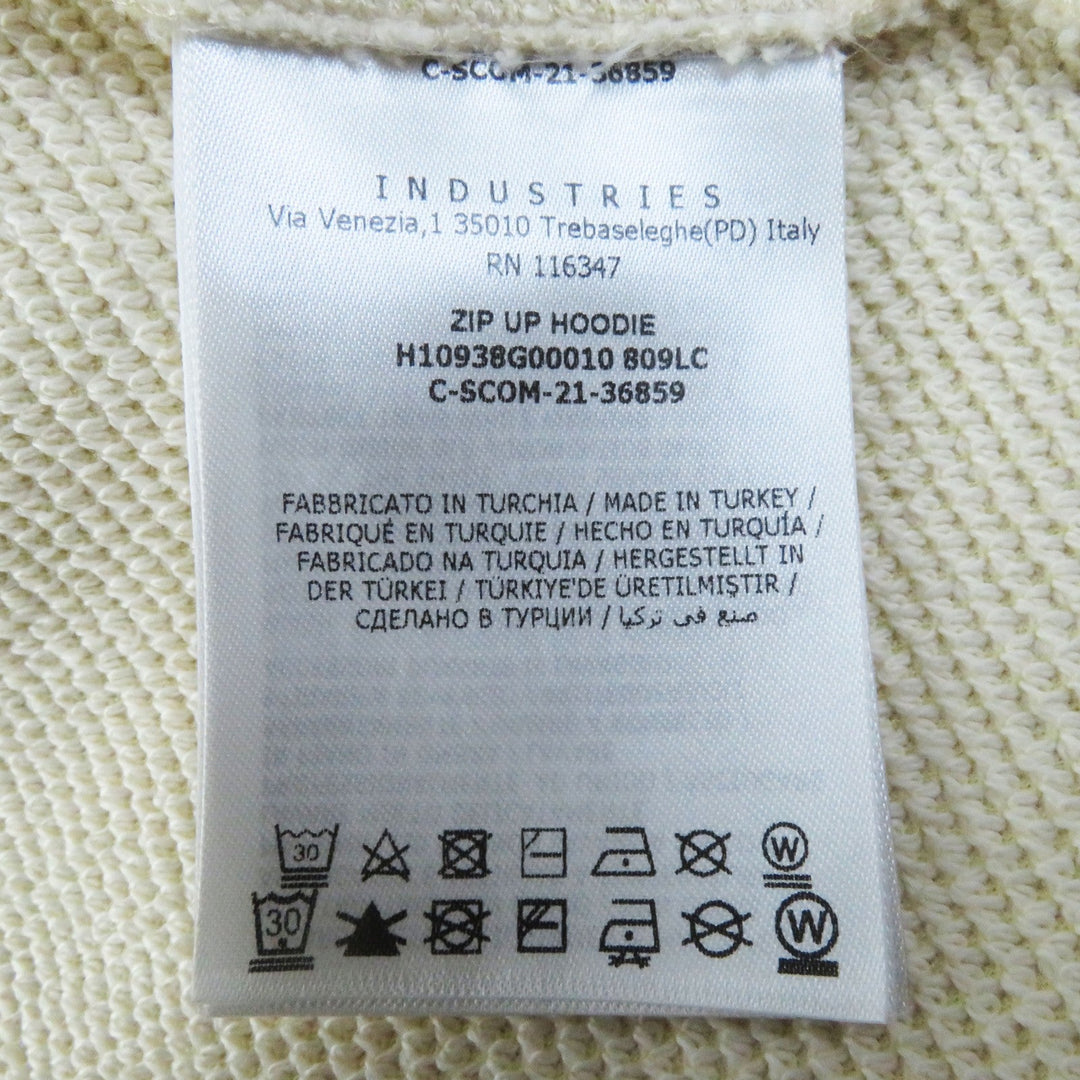 C-SCOM-21-36859
INDUSTRIES
Via Venezia,1 35010 Trebaseleghe(PD) Italy
RN 116347
ZIP UP HOODIE
H10938G00010 809LC
C-SCOM-21-36859
FABBRICATO IN TURCHIA / MADE IN TURKEY /
FABRIQUÉ EN TURQUIE / HECHO EN TURQUÍA /
FABRICADO NA TURQUIA / HERGESTELLT IN
DER TÜRKEI / TÜRKIYE'DE ÜRETILMIŞTIR /
СДЕЛАНО В ТУРЦИИ / صنع في تركيا
30 W
30 W